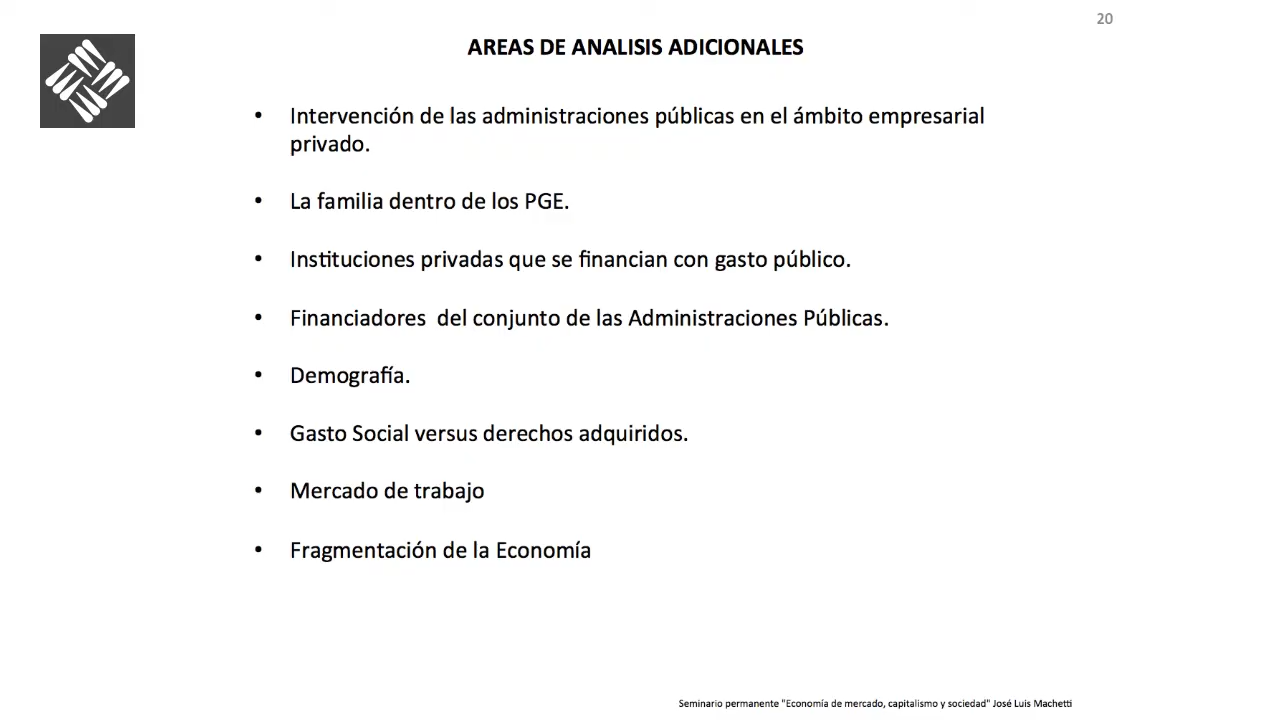 20
AREAS DE ANALISIS ADICIONALES
• Intervención de las administraciones públicas en el ámbito empresarial
privado.
• La familia dentro de los PGE.
• Instituciones privadas que se financian con gasto público.
• Financiadores  del conjunto de las Administraciones Públicas.
• Demografía.
• Gasto Social versus derechos adquiridos.
• Mercado de trabajo
• Fragmentación de la Economía
Seminario permanente "Economía de mercado, capitalismo y sociedad" José Luis Machetti